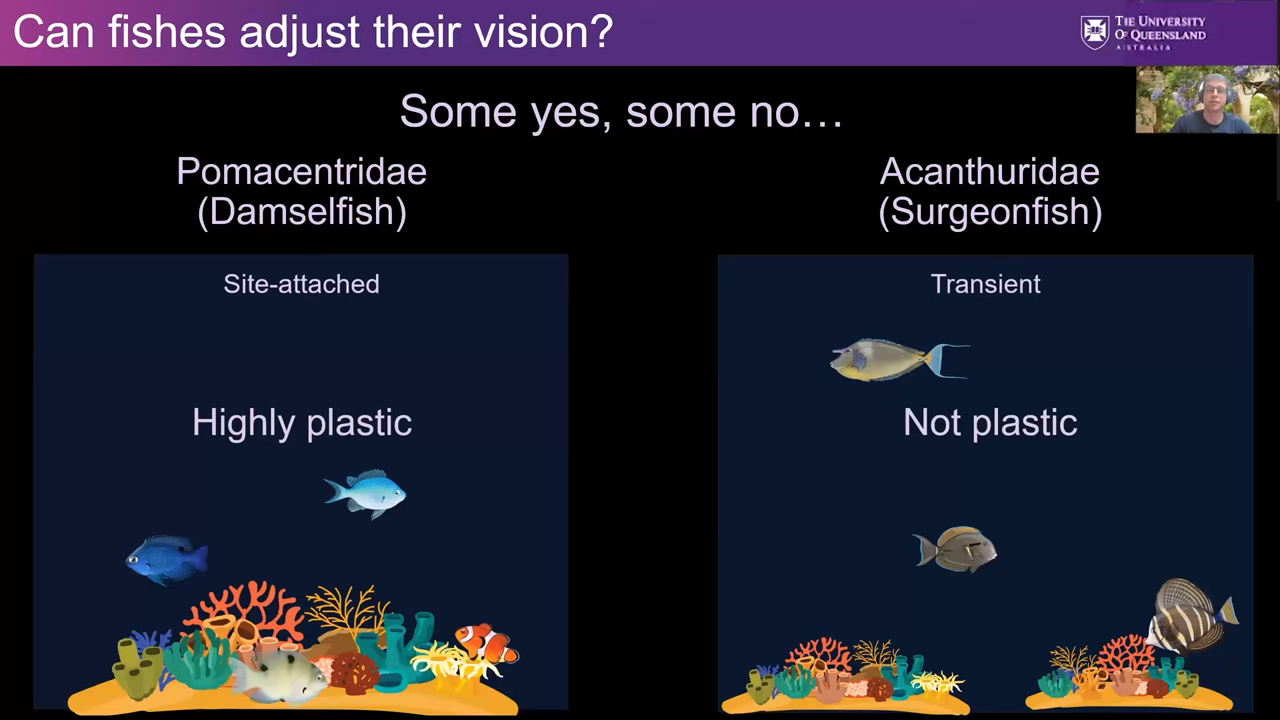 Can fishes adjust their vision?
THE UNIVERSITY
OF QUEENSLAND
AUSTRALIA
Some yes, some no…
Pomacentridae
(Damselfish)
Acanthuridae
(Surgeonfish)
Site-attached
Transient
Highly plastic
Not plastic